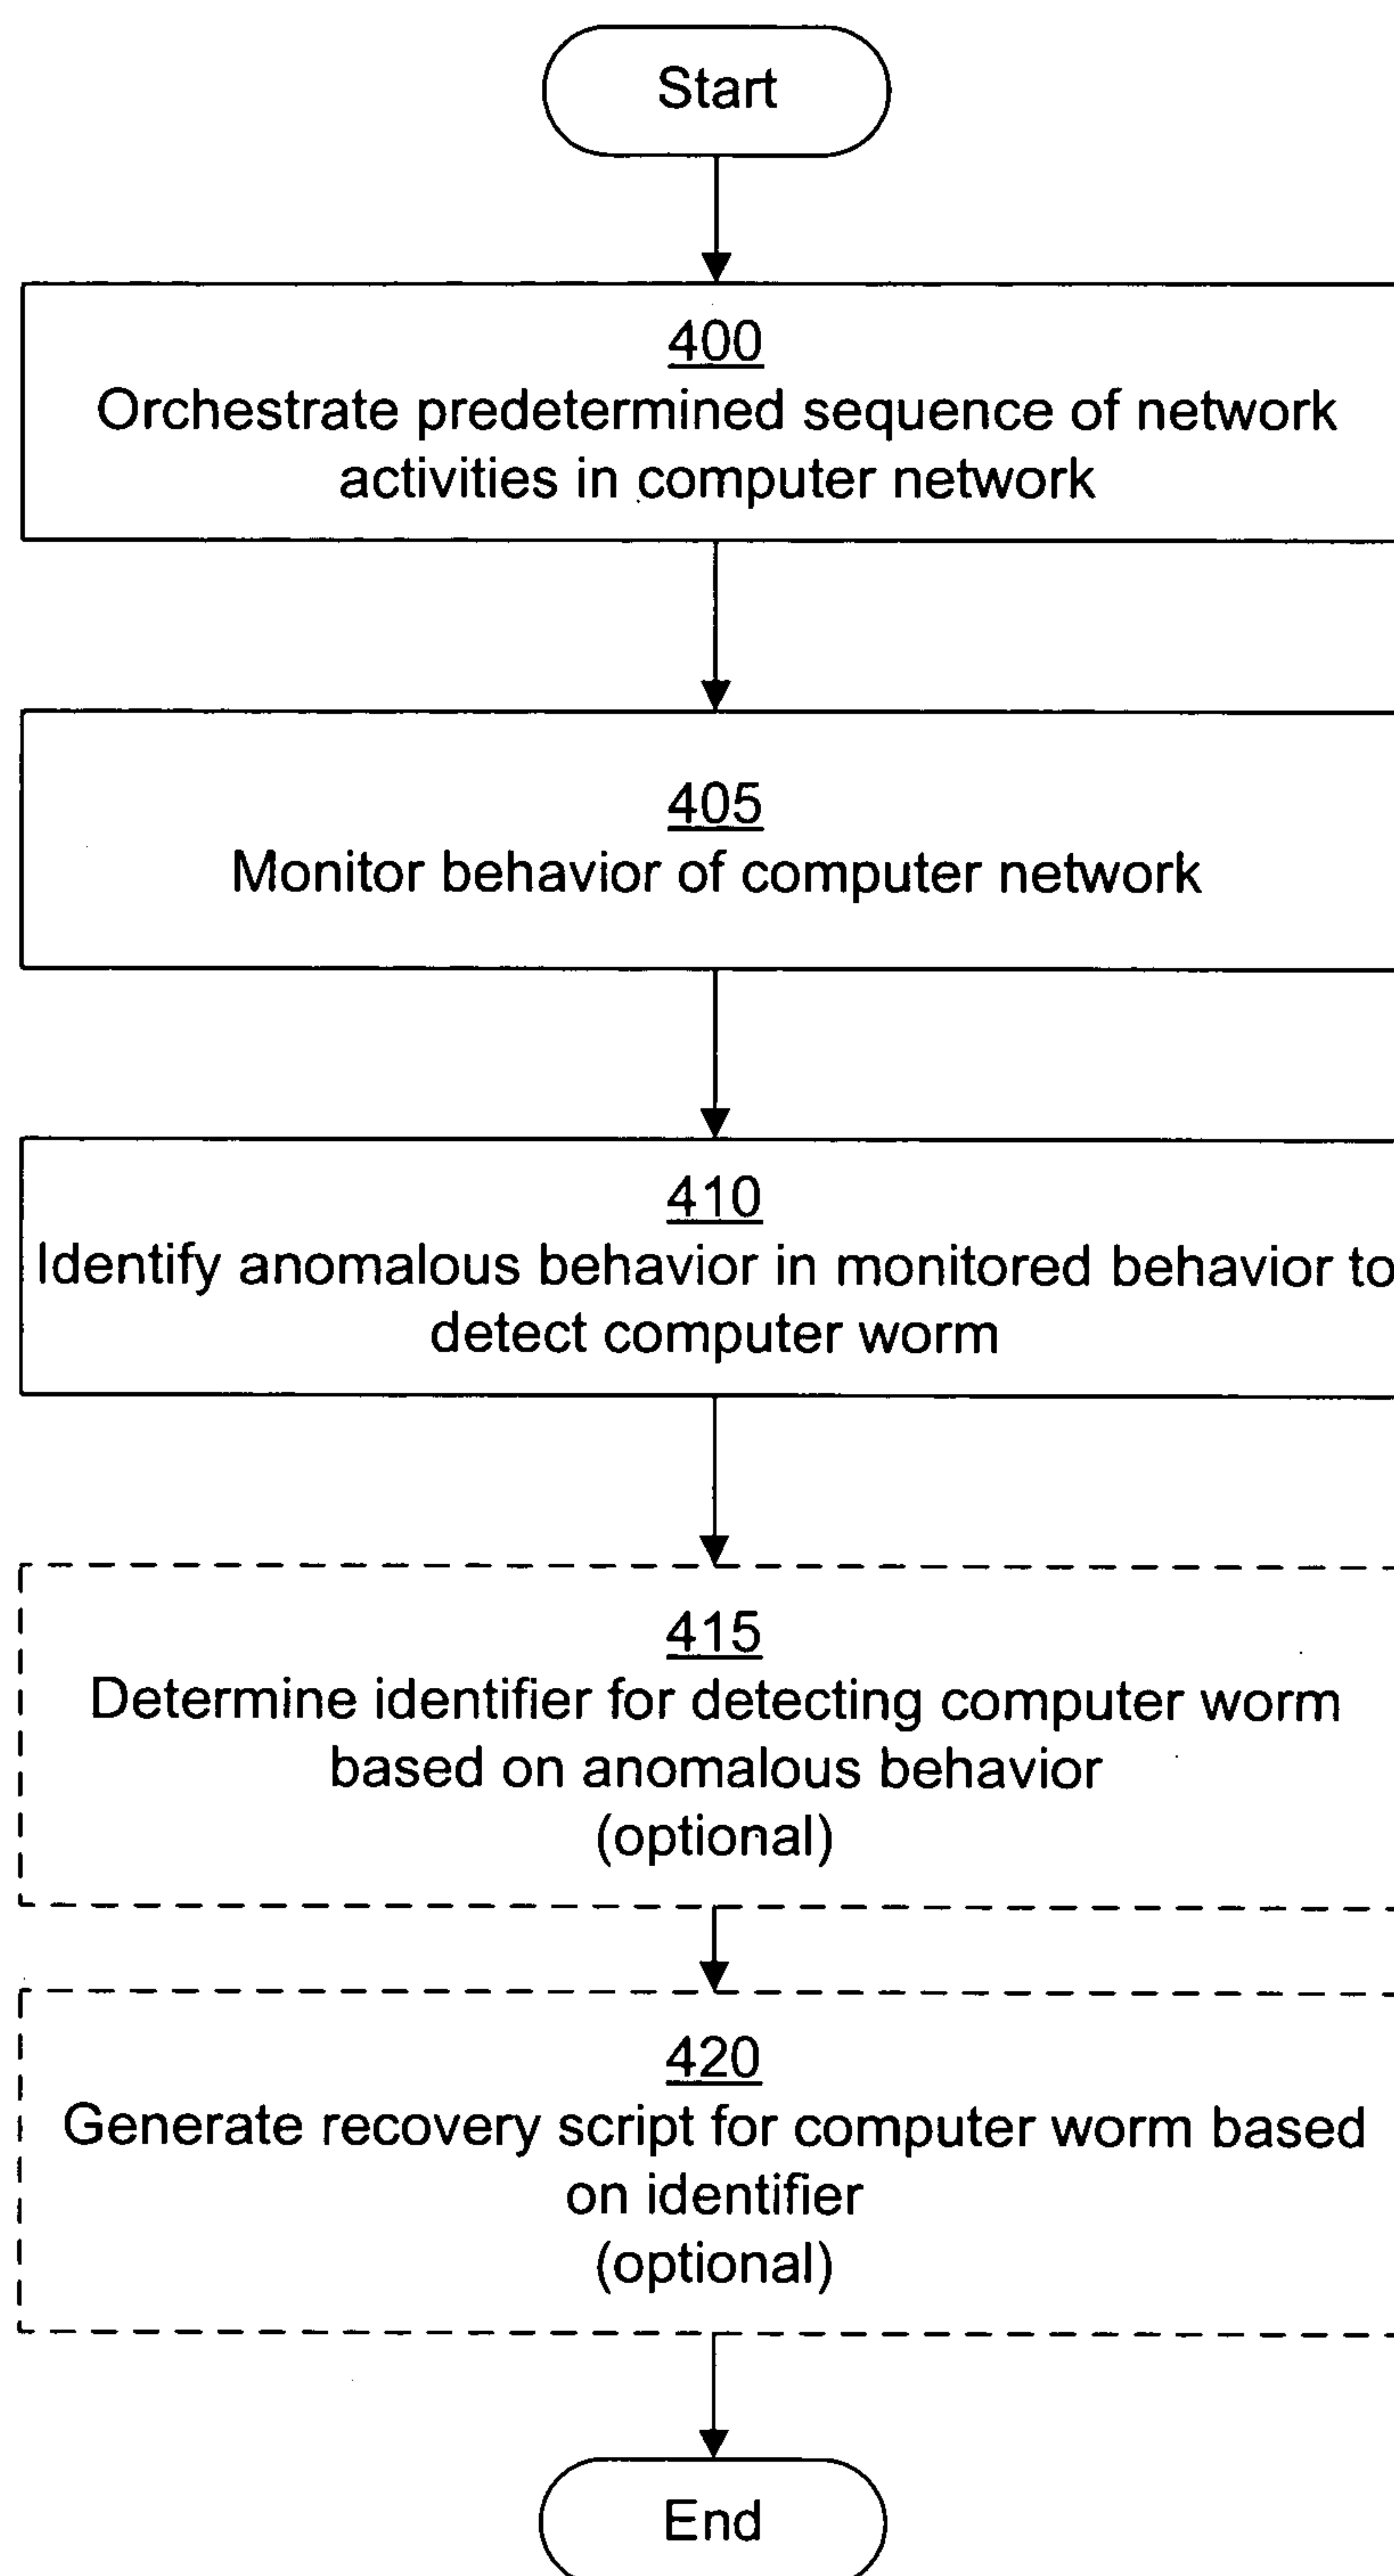 Start
400
Orchestrate predetermined sequence of network
activities in computer network
405
Monitor behavior of computer network
410
Identify anomalous behavior in monitored behavior to
detect computer worm
415
Determine identifier for detecting computer worm
based on anomalous behavior
(optional)
420
Generate recovery script for computer worm based
on identifier
(optional)
End